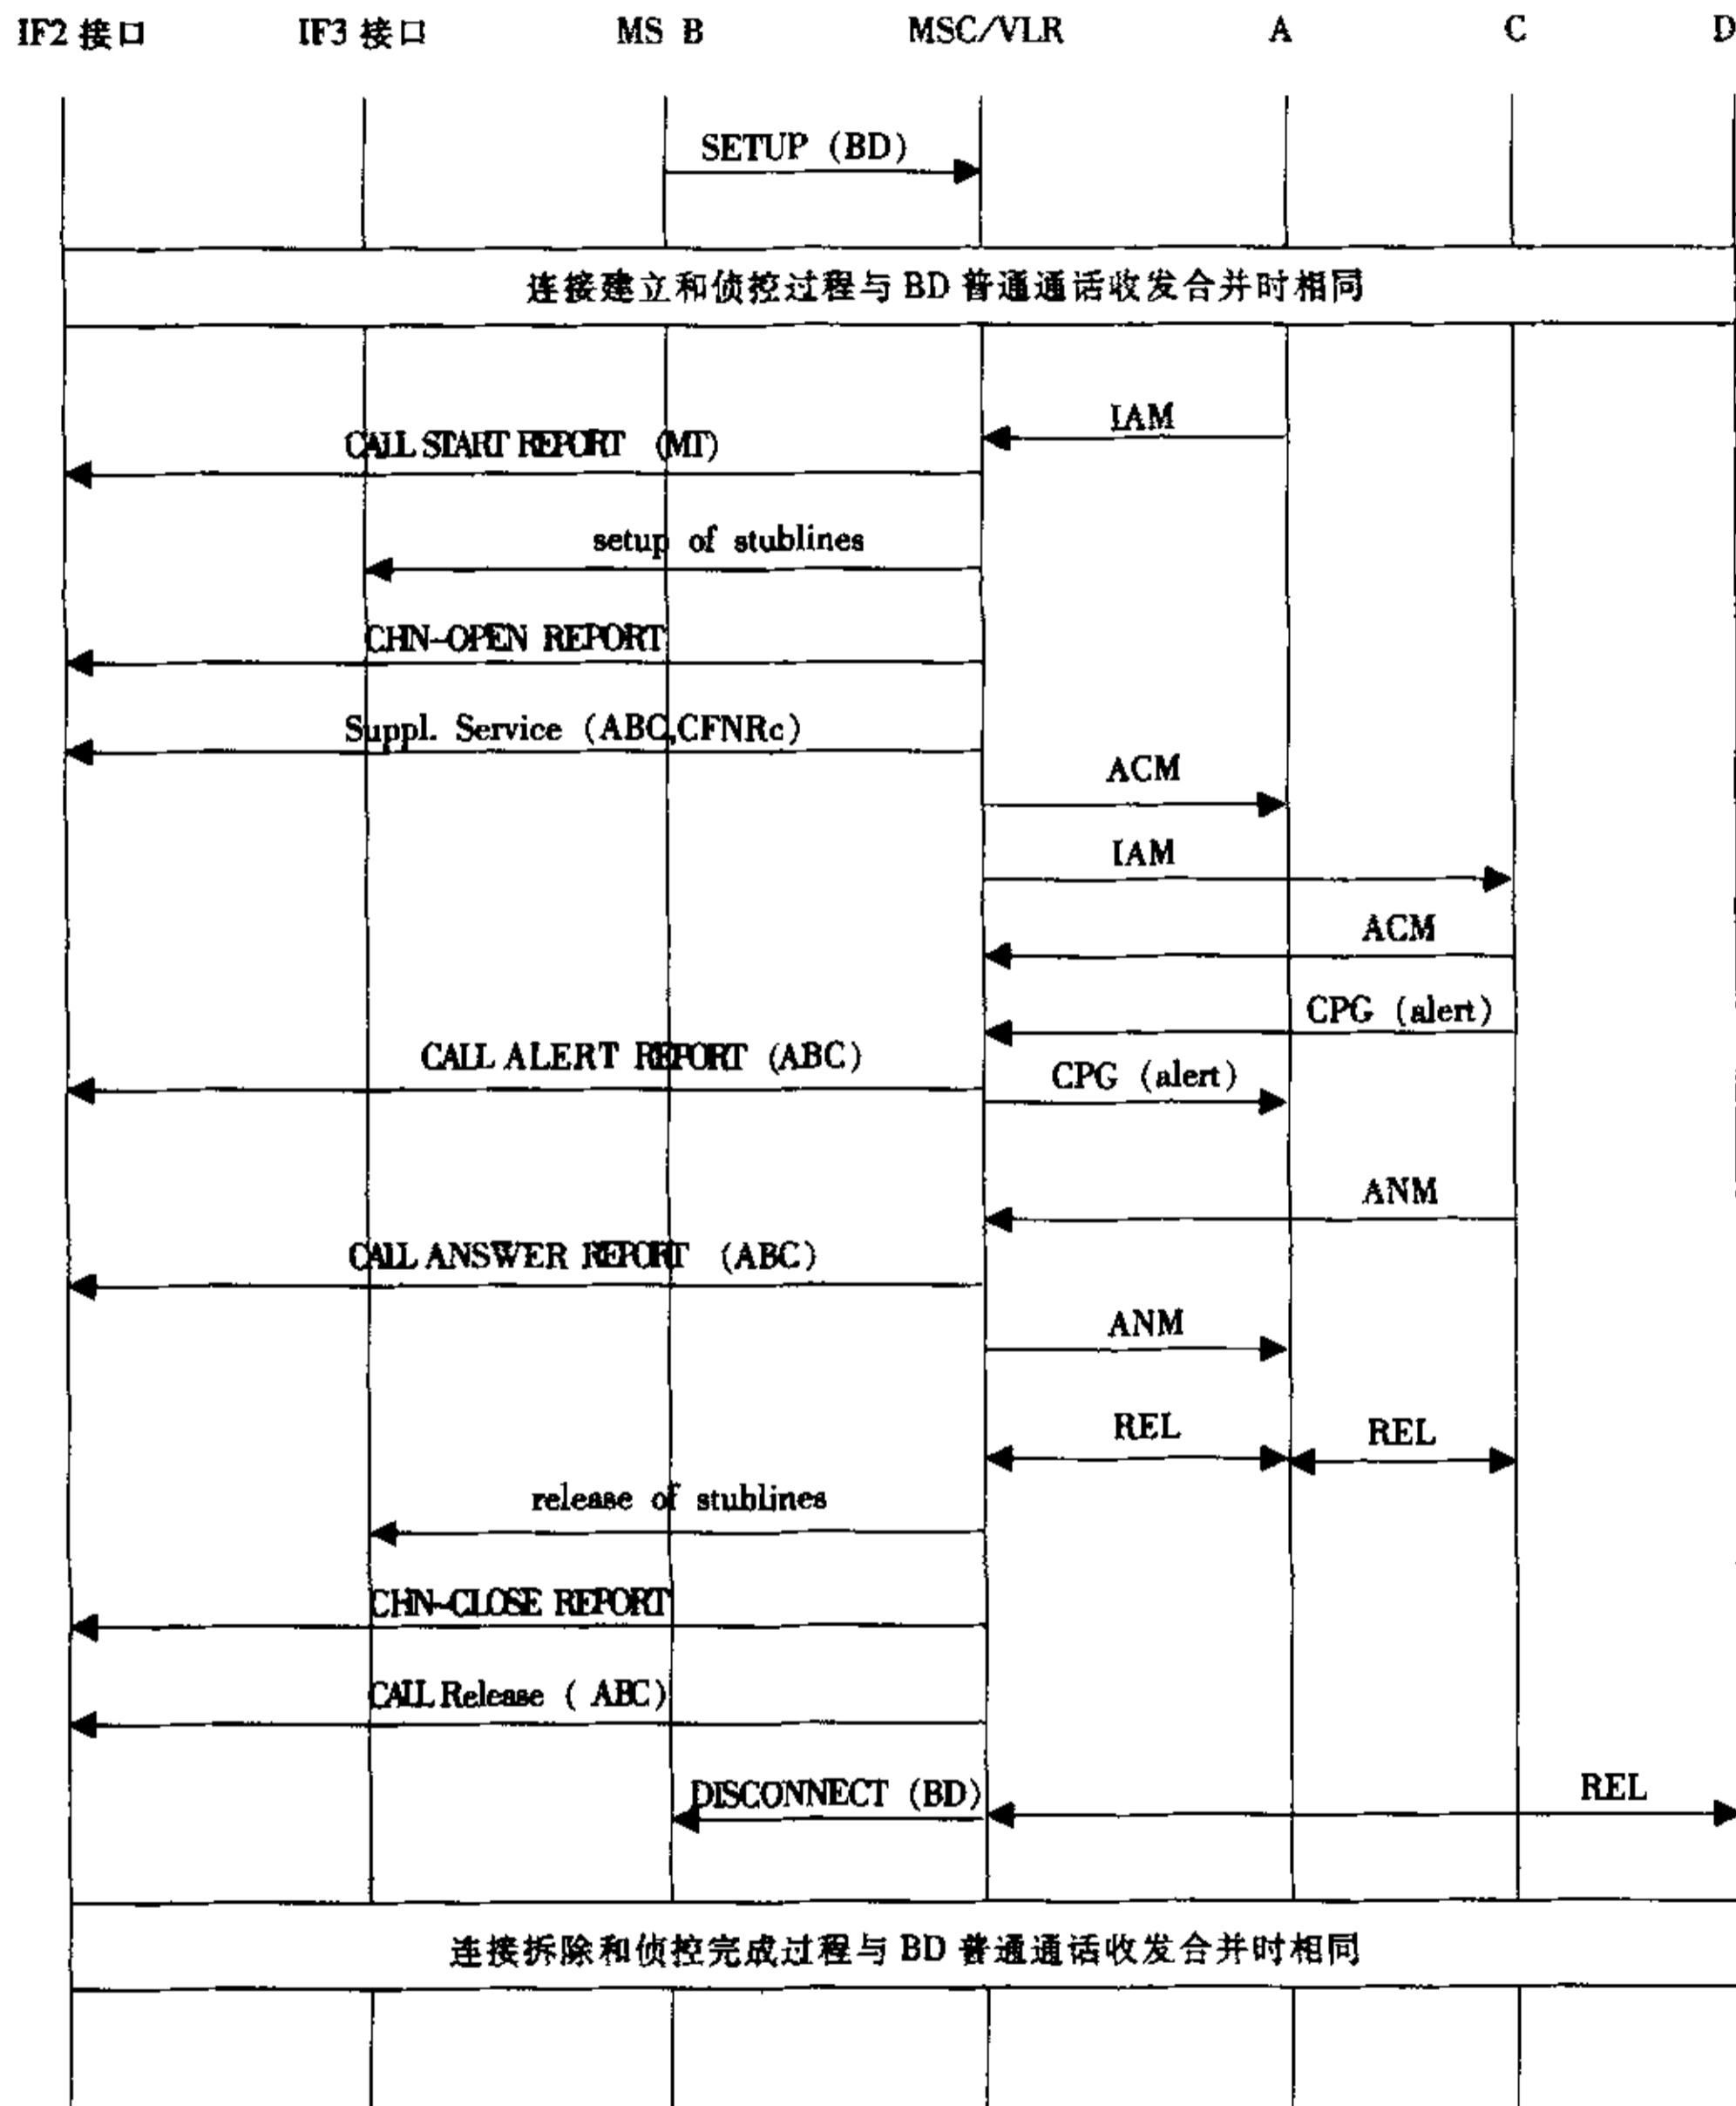 IF2 接口 IF3 接口 MS B MSC/VLR A C D
SETUP (BD)
连接建立和侦控过程与 BD 普通通话收发合并时相同
IAM
CALL START REPORT (MT)
setup of stublines
CHN-OPEN REPORT
Suppl. Service (ABC,CFNRc)
ACM
IAM
ACM
CPG (alert)
CALL ALERT REPORT (ABC)
CPG (alert)
ANM
CALL ANSWER REPORT (ABC)
ANM
REL REL
release of stublines
CHN-CLOSE REPORT
CALL Release ( ABC)
DISCONNECT (BD) REL
连接拆除和侦控完成过程与 BD 普通通话收发合并时相同